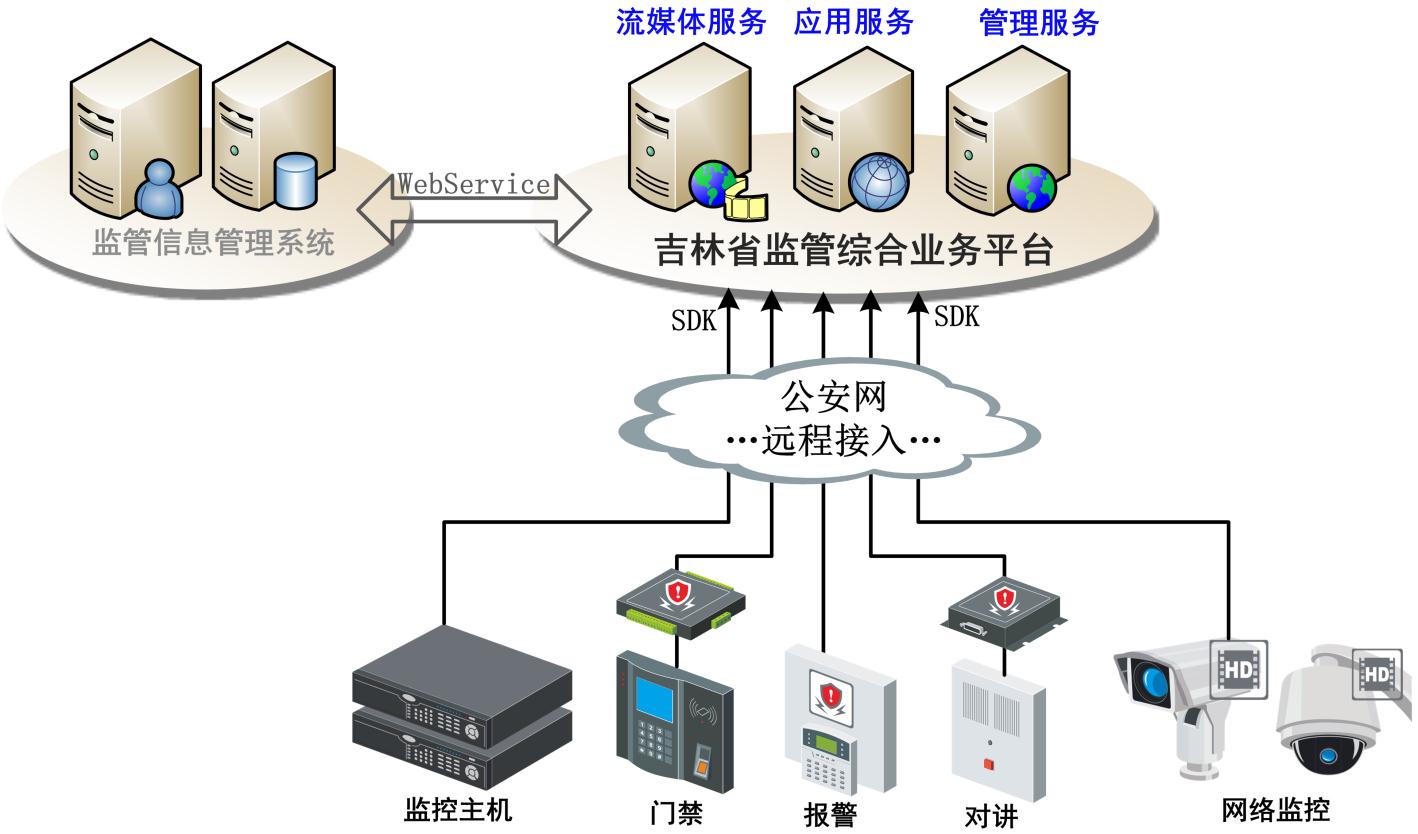 流媒体服务 应用服务 管理服务
WebService
监管信息管理系统
吉林省监管综合业务平台
SDK
SDK
公安网
…远程接入…
HD
HD
监控主机 门禁 报警 对讲 网络监控